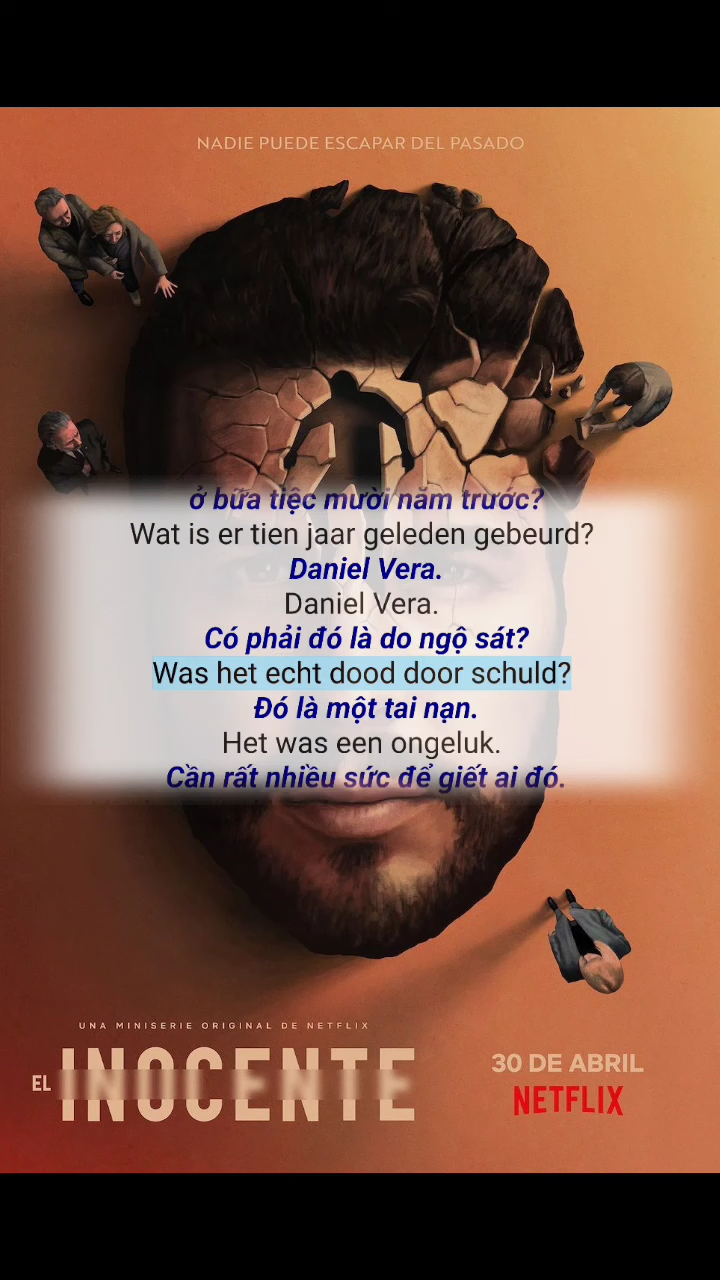 NADIE PUEDE ESCAPAR DEL PASADO
ở bữa tiệc mười năm trước?
Wat is er tien jaar geleden gebeurd?
Daniel Vera.
Daniel Vera.
Có phải đó là do ngộ sát?
Was het echt dood door schuld?
Đó là một tai nạn.
Het was een ongeluk.
Cần rất nhiều sức để giết ai đó.
UNA MINISERIE ORIGINAL DE NETFLIX
EL INOCENTE
30 DE ABRIL
NETFLIX